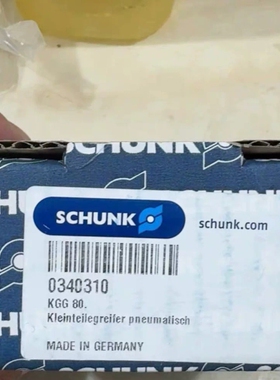 SCHUNK
SCHUNK
schunk.com
0340310
KGG 80.
Kleinteilegreifer pneumatisch
MADE IN GERMANY